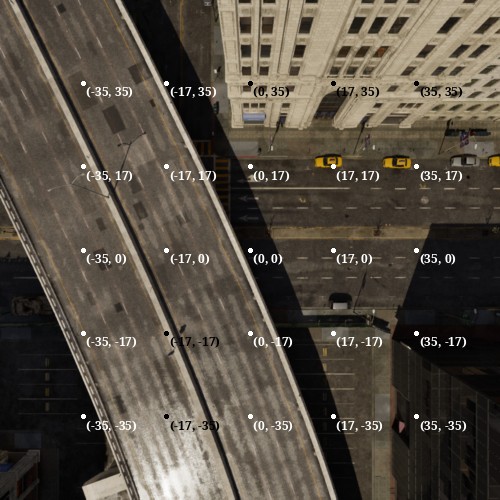 (-35, 35) (-17, 35) (0, 35) (17, 35) (35, 35)
(-35, 17) (-17, 17) (0, 17) (17, 17) (35, 17)
(-35, 0) (-17, 0) (0, 0) (17, 0) (35, 0)
(-35, -17) (-17, -17) (0, -17) (17, -17) (35, -17)
(-35, -35) (-17, -35) (0, -35) (17, -35) (35, -35)